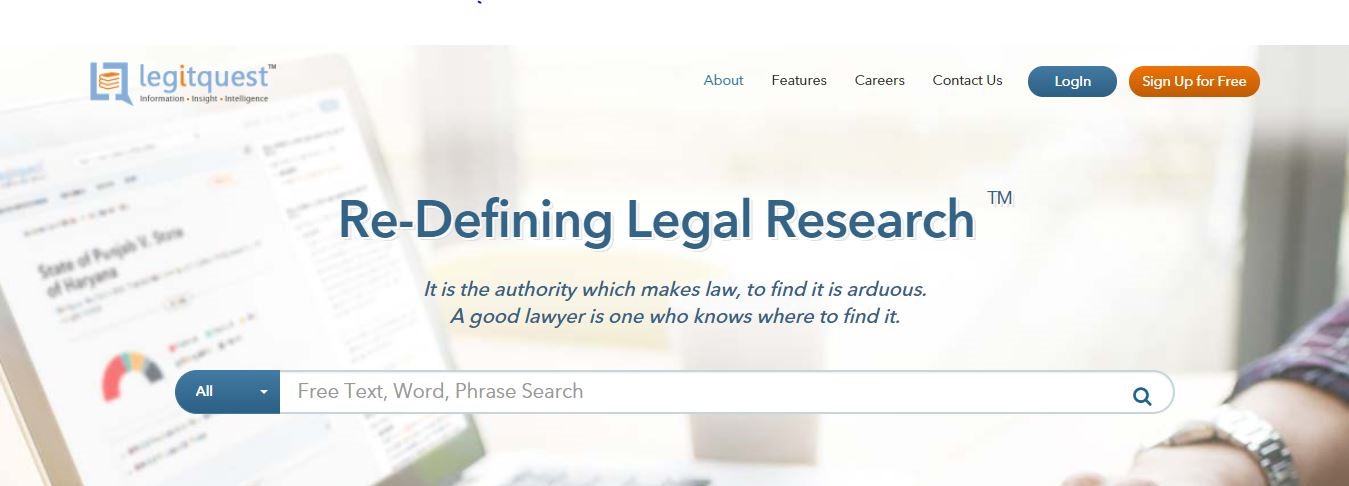 legitquest™
Information • Insight • Intelligence
About
Features
Careers
Contact Us
LogIn
Sign Up for Free
Re-Defining Legal Research ™
It is the authority which makes law, to find it is arduous.
A good lawyer is one who knows where to find it.
All
Free Text, Word, Phrase Search
State of Punjab V. State
of Haryana